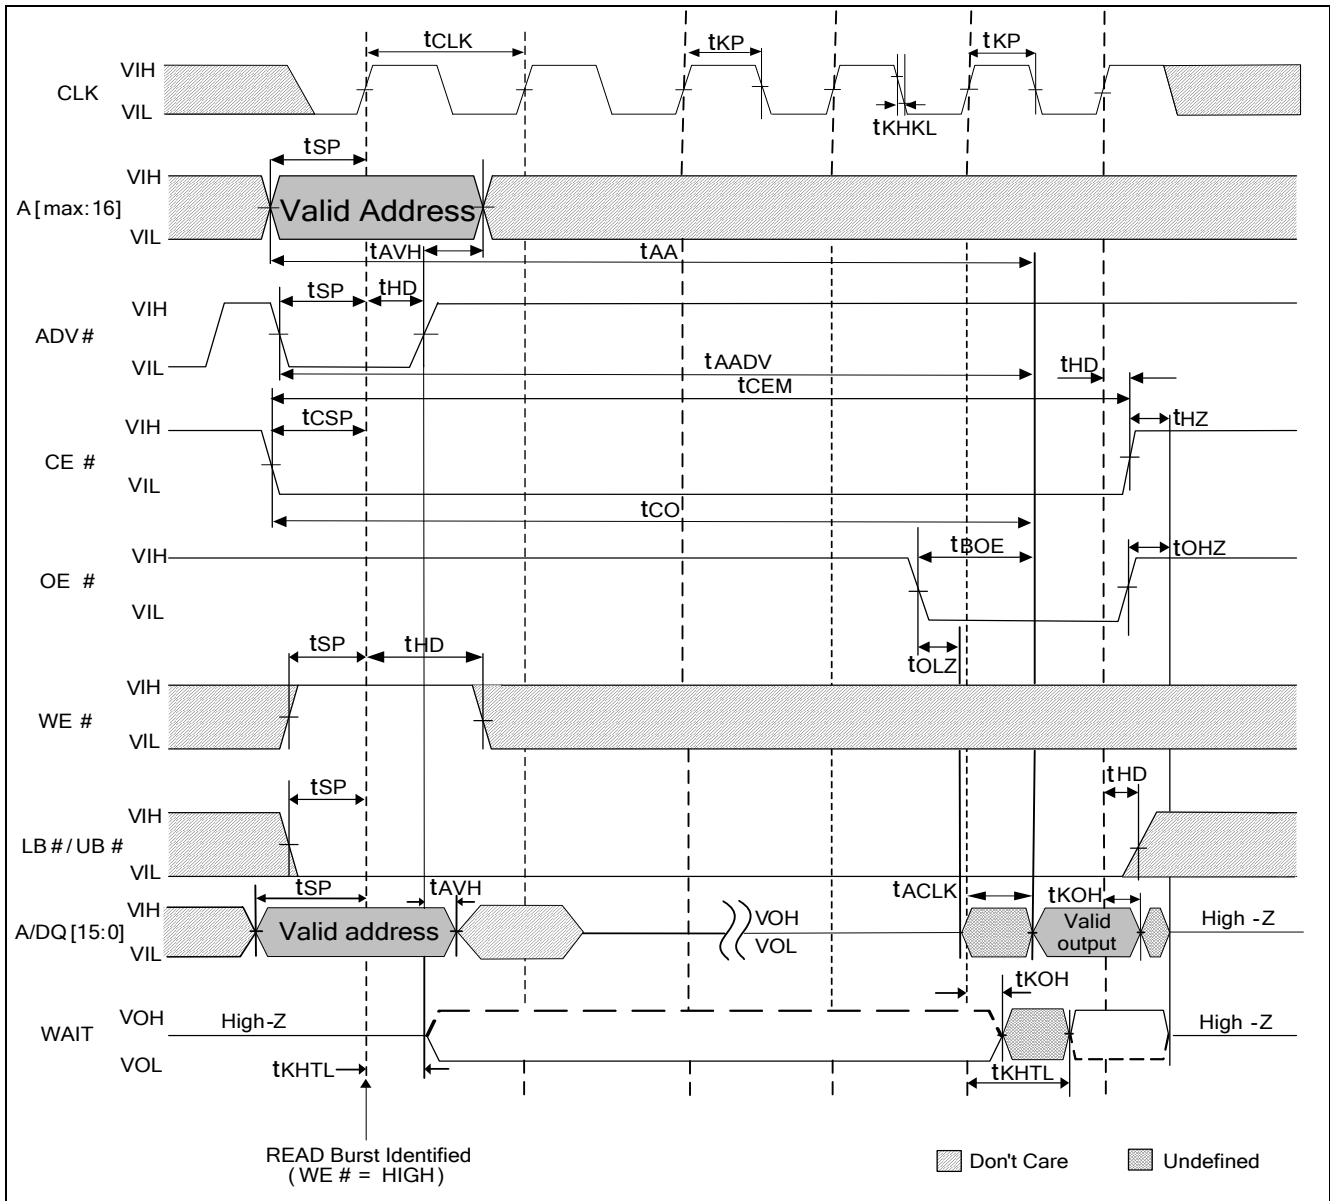 tCLK
tKP
tKP
VIH
CLK
VIL
tKHKL
tSP
VIH
A[max:16]
Valid Address
VIL
tAVH
tAA
tSP
tHD
VIH
ADV#
VIL
tAADV
tHD
tCEM
tCSP
tHZ
VIH
CE #
VIL
tCO
tBOE
tOHZ
VIH
OE #
VIL
tSP
tHD
tOLZ
VIH
WE #
VIL
tSP
tHD
VIH
LB#/UB#
VIL
tSP
tAVH
tACLK
tKOH
VIH
A/DQ[15:0]
Valid address
VOH
VOL
Valid output
High-Z
VIL
tKOH
VOH
High-Z
High-Z
WAIT
VOL
tKHTL
tKHTL
READ Burst Identified
(WE # = HIGH)
Don't Care
Undefined